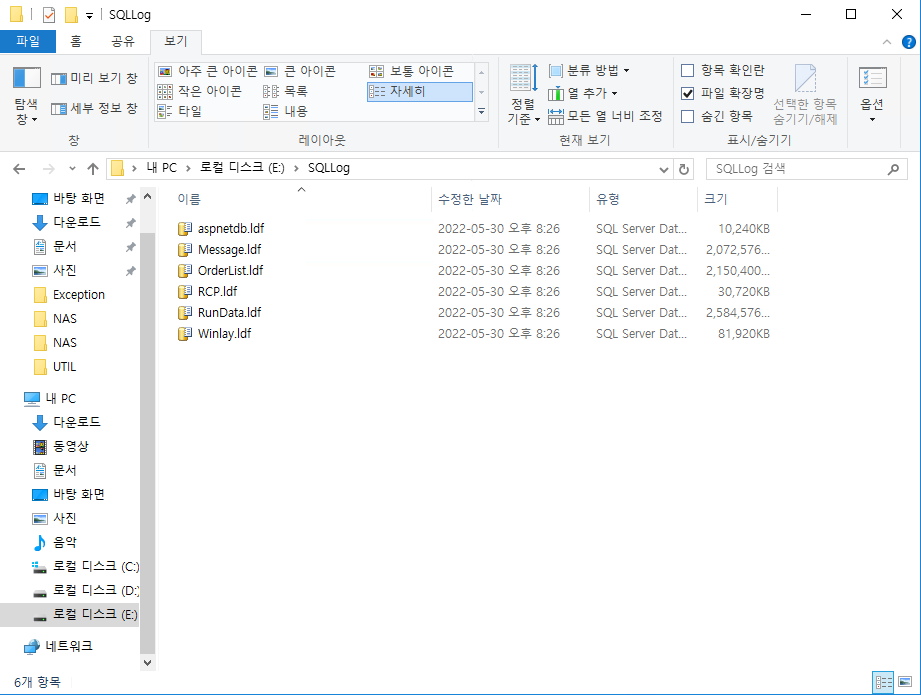 SQLLog
파일 홈 공유 보기
탐색 창
미리 보기 창
세부 정보 창
창
아주 큰 아이콘 큰 아이콘 보통 아이콘
작은 아이콘 목록 자세히
타일 내용
레이아웃
정렬 기준
분류 방법
열 추가
모든 열 너비 조정
현재 보기
항목 확인란
파일 확장명
숨긴 항목
선택한 항목 숨기기/해제
표시/숨기기
옵션
내 PC 로컬 디스크 (E:) SQLLog
SQLLog 검색
바탕 화면
다운로드
문서
사진
Exception
NAS
NAS
UTIL
내 PC
다운로드
동영상
문서
바탕 화면
사진
음악
로컬 디스크 (C:)
로컬 디스크 (D:)
로컬 디스크 (E:)
네트워크
이름 수정한 날짜 유형 크기
aspnetdb.ldf 2022-05-30 오후 8:26 SQL Server Dat... 10,240KB
Message.ldf 2022-05-30 오후 8:26 SQL Server Dat... 2,072,576...
OrderList.ldf 2022-05-30 오후 8:26 SQL Server Dat... 2,150,400...
RCP.ldf 2022-05-30 오후 8:26 SQL Server Dat... 30,720KB
RunData.ldf 2022-05-30 오후 8:26 SQL Server Dat... 2,584,576...
Winlay.ldf 2022-05-30 오후 8:26 SQL Server Dat... 81,920KB
6개 항목